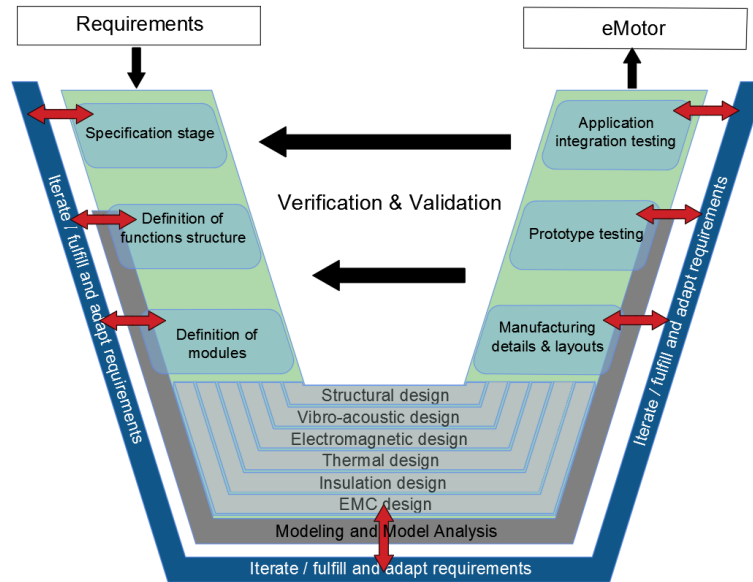 Requirements
eMotor
Specification stage
Application
integration testing
Verification & Validation
Definition of
functions structure
Prototype testing
Definition of
modules
Manufacturing
details & layouts
Iterate / fulfill and adapt requirements
Iterate / fulfill and adapt requirements
Structural design
Vibro-acoustic design
Electromagnetic design
Thermal design
Insulation design
EMC design
Modeling and Model Analysis
Iterate / fulfill and adapt requirements